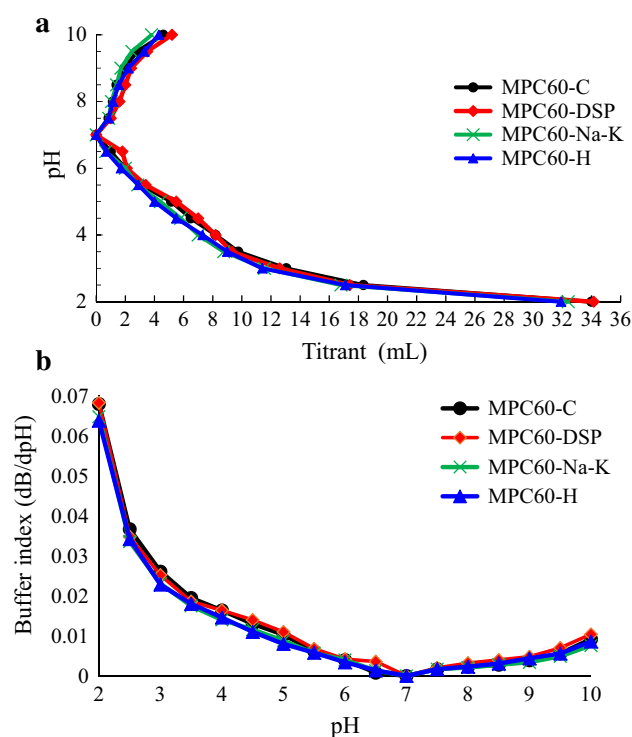 a
10
8
6
4
2
pH
0 2 4 6 8 10 12 14 16 18 20 22 24 26 28 30 32 34 36
Titrant (mL)
MPC60-C
MPC60-DSP
MPC60-Na-K
MPC60-H
b
0.07
0.06
0.05
0.04
0.03
0.02
0.01
0
Buffer index (dB/dpH)
2 3 4 5 6 7 8 9 10
pH
MPC60-C
MPC60-DSP
MPC60-Na-K
MPC60-H